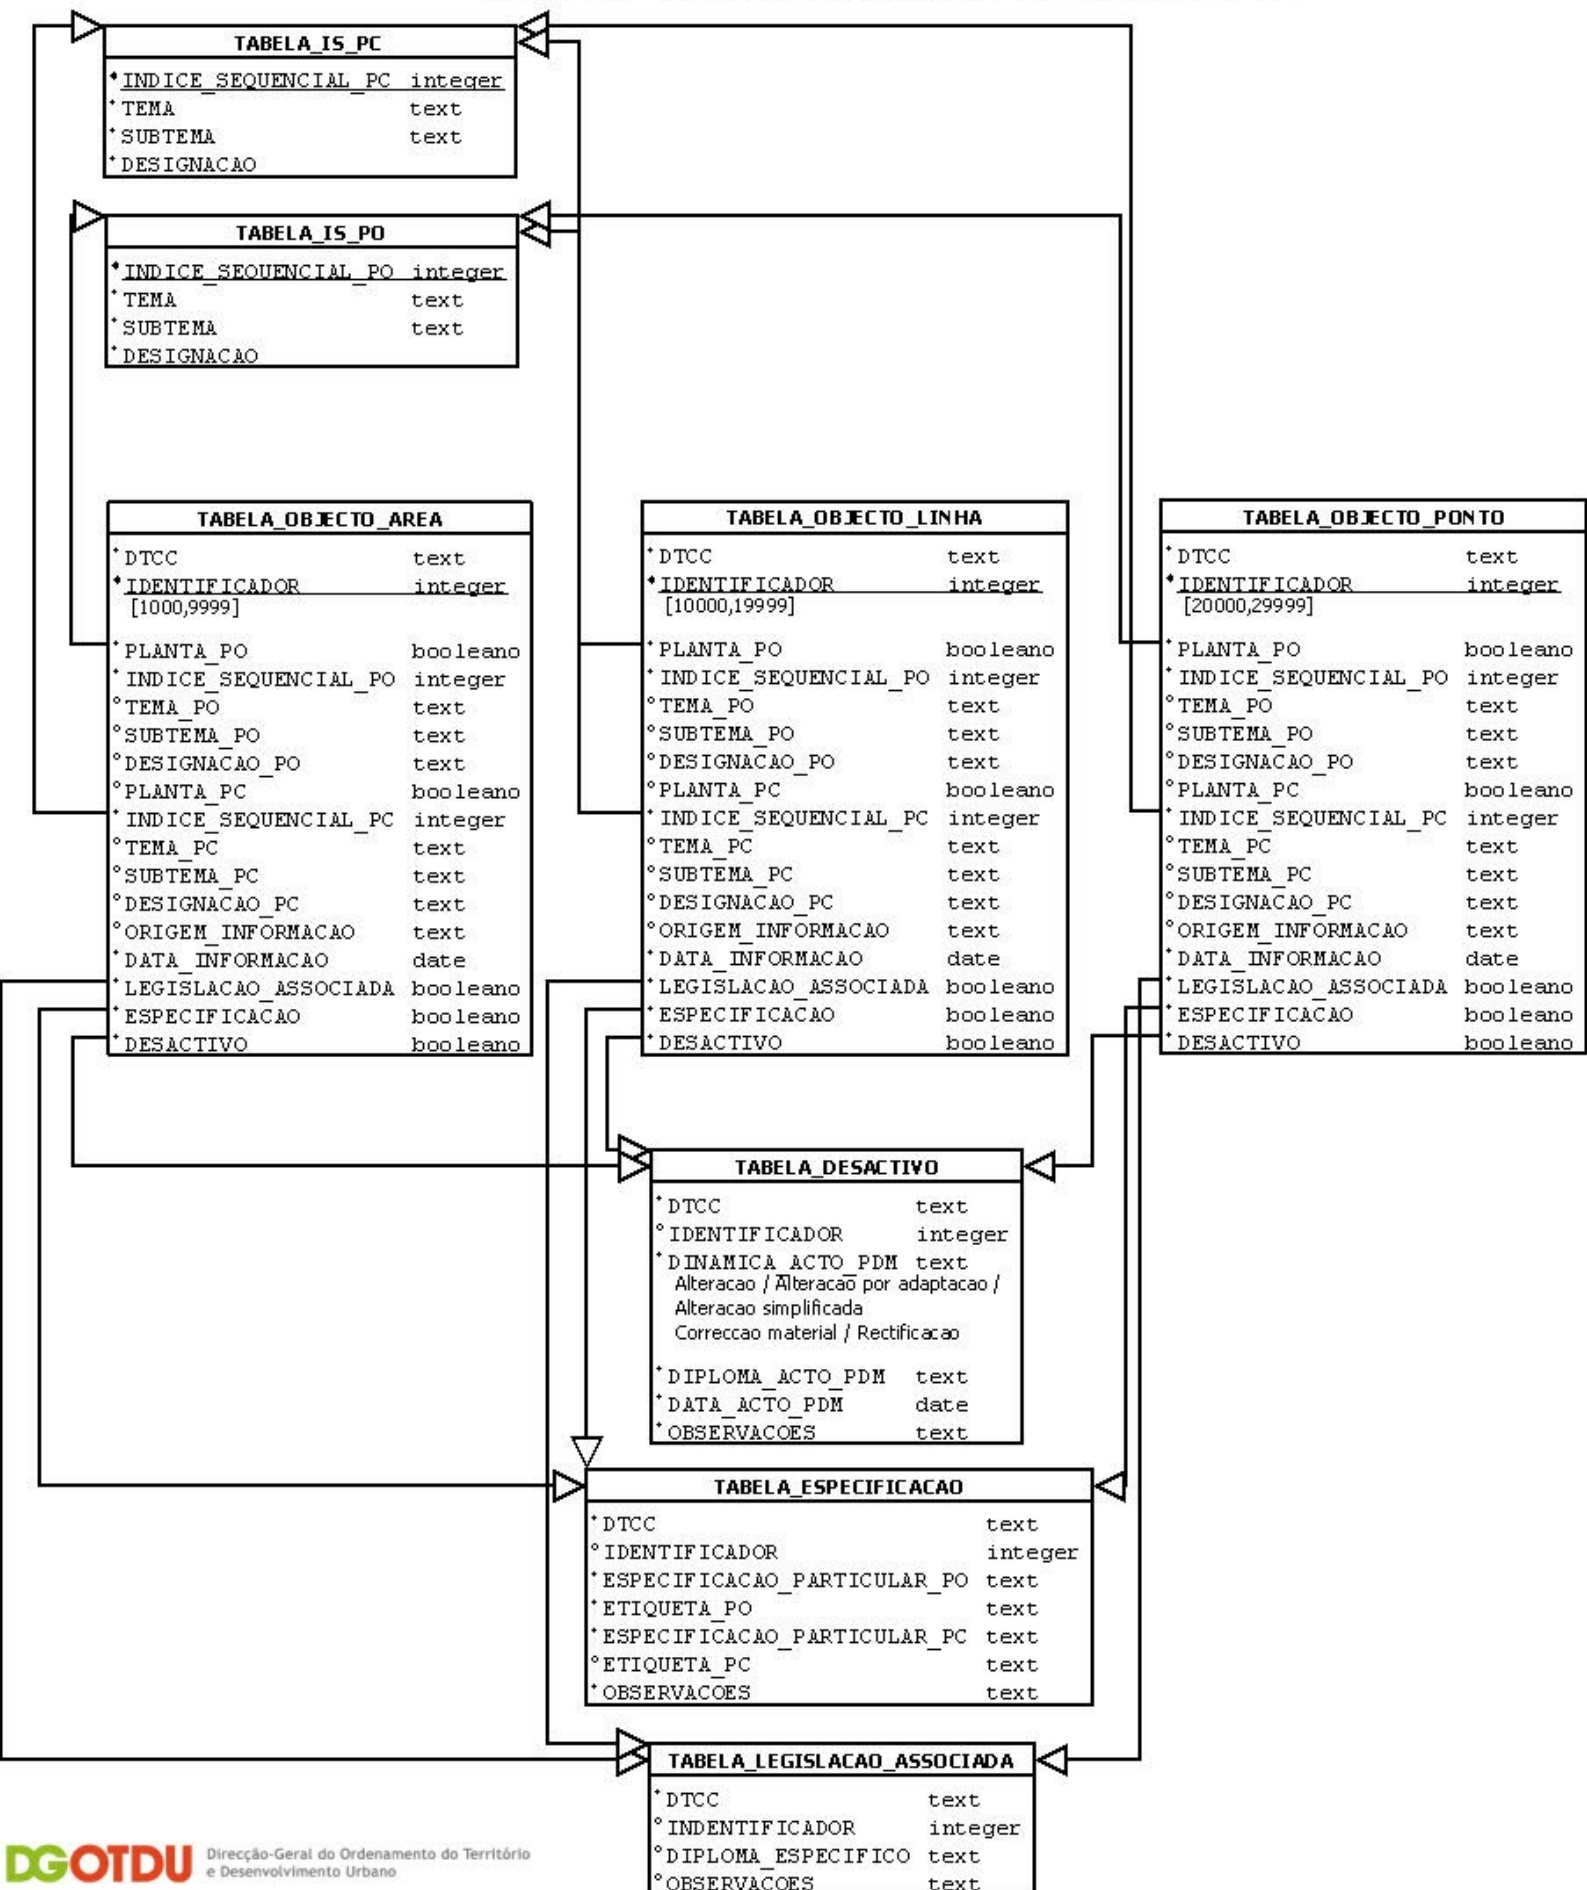 TABELA_IS_PC
INDICE_SEQUENCIAL_PC integer
TEMA text
SUBTEMA text
DESIGNACAO
TABELA_IS_PO
INDICE_SEQUENCIAL_PO integer
TEMA text
SUBTEMA text
DESIGNACAO
TABELA_OBJECTO_AREA
DTCC text
IDENTIFICADOR integer
[1000,9999]
PLANTA_PO booleano
INDICE_SEQUENCIAL_PO integer
TEMA_PO text
SUBTEMA_PO text
DESIGNACAO_PO text
PLANTA_PC booleano
INDICE_SEQUENCIAL_PC integer
TEMA_PC text
SUBTEMA_PC text
DESIGNACAO_PC text
ORIGEM_INFORMACAO text
DATA_INFORMACAO date
LEGISLACAO_ASSOCIADA booleano
ESPECIFICACAO booleano
DESACTIVO booleano
TABELA_OBJECTO_LINHA
DTCC text
IDENTIFICADOR integer
[10000,19999]
PLANTA_PO booleano
INDICE_SEQUENCIAL_PO integer
TEMA_PO text
SUBTEMA_PO text
DESIGNACAO_PO text
PLANTA_PC booleano
INDICE_SEQUENCIAL_PC integer
TEMA_PC text
SUBTEMA_PC text
DESIGNACAO_PC text
ORIGEM_INFORMACAO text
DATA_INFORMACAO date
LEGISLACAO_ASSOCIADA booleano
ESPECIFICACAO booleano
DESACTIVO booleano
TABELA_OBJECTO_PONTO
DTCC text
IDENTIFICADOR integer
[20000,29999]
PLANTA_PO booleano
INDICE_SEQUENCIAL_PO integer
TEMA_PO text
SUBTEMA_PO text
DESIGNACAO_PO text
PLANTA_PC booleano
INDICE_SEQUENCIAL_PC integer
TEMA_PC text
SUBTEMA_PC text
DESIGNACAO_PC text
ORIGEM_INFORMACAO text
DATA_INFORMACAO date
LEGISLACAO_ASSOCIADA booleano
ESPECIFICACAO booleano
DESACTIVO booleano
TABELA_DESACTIVO
DTCC text
IDENTIFICADOR integer
DINAMICA_ACTO_PDM text
Alteracao / Alteracao por adaptacao /
Alteracao simplificada
Correccao material / Rectificacao
DIPLOMA_ACTO_PDM text
DATA_ACTO_PDM date
OBSERVACOES text
TABELA_ESPECIFICACAO
DTCC text
IDENTIFICADOR integer
ESPECIFICACAO_PARTICULAR_PO text
ETIQUETA_PO text
ESPECIFICACAO_PARTICULAR_PC text
ETIQUETA_PC text
OBSERVACOES text
TABELA_LEGISLACAO_ASSOCIADA
DTCC text
INDENTIFICADOR integer
DIPLOMA_ESPECIFICO text
OBSERVACOES text
DGOTDU
Direcção-Geral do Ordenamento do Território
e Desenvolvimento Urbano